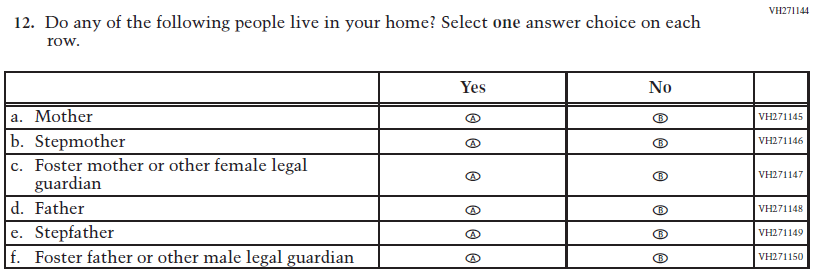 VH271144
12. Do any of the following people live in your home? Select one answer choice on each
row.
Yes No
a. Mother A B VH271145
b. Stepmother A B VH271146
c. Foster mother or other female legal
guardian A B VH271147
d. Father A B VH271148
e. Stepfather A B VH271149
f. Foster father or other male legal guardian A B VH271150